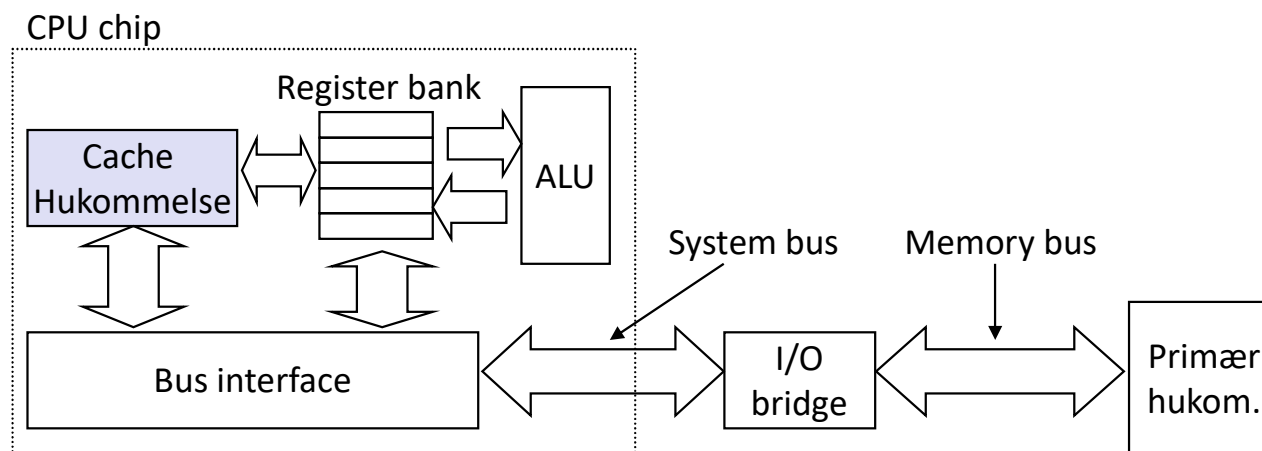 CPU chip
Register bank
Cache
Hukommelse
ALU
System bus
Memory bus
Bus interface
I/O
bridge
Primær
hukom.